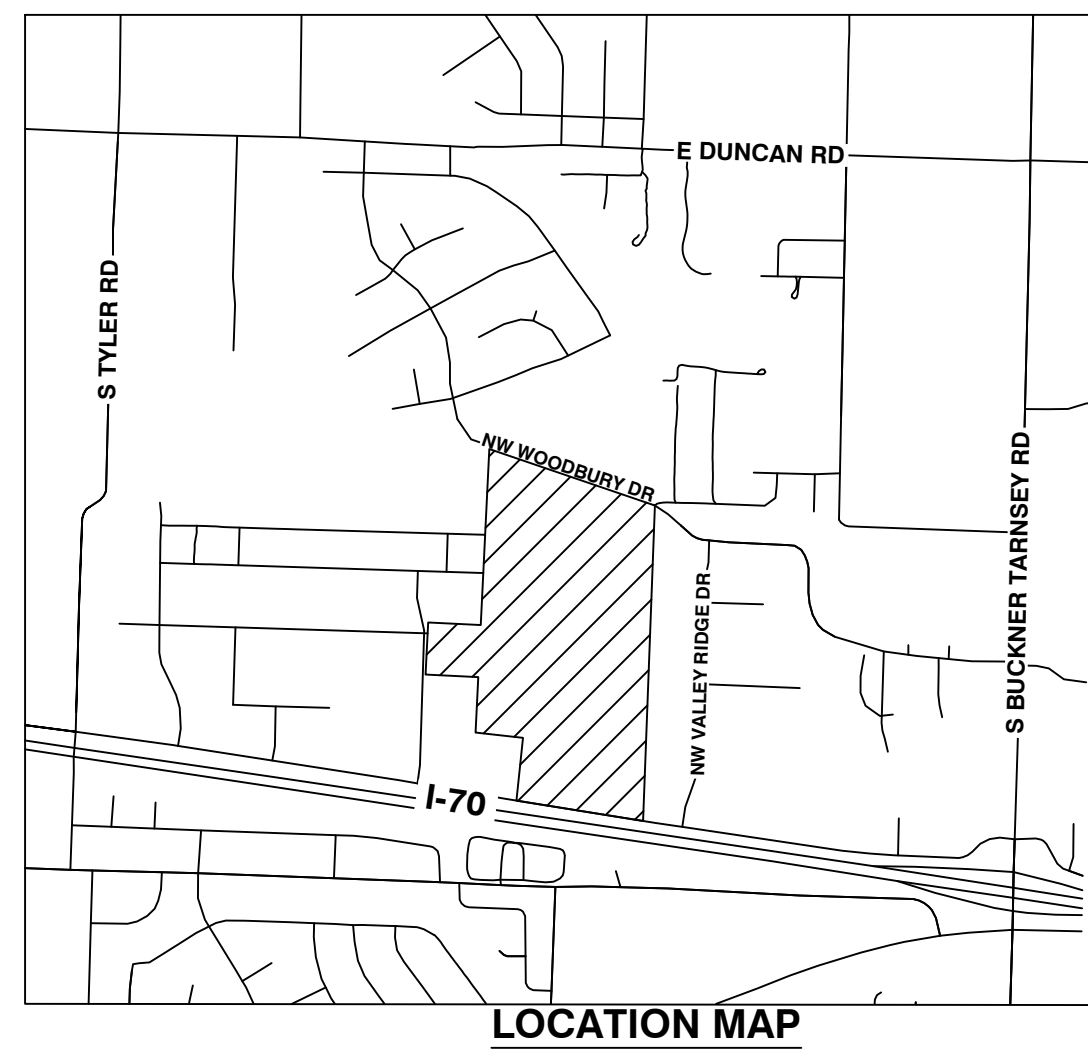 E DUNCAN RD
S TYLER RD
NW WOODBURY DR
S BUCKNER TARNSEY RD
NW VALLEY RIDGE DR
I-70
LOCATION MAP